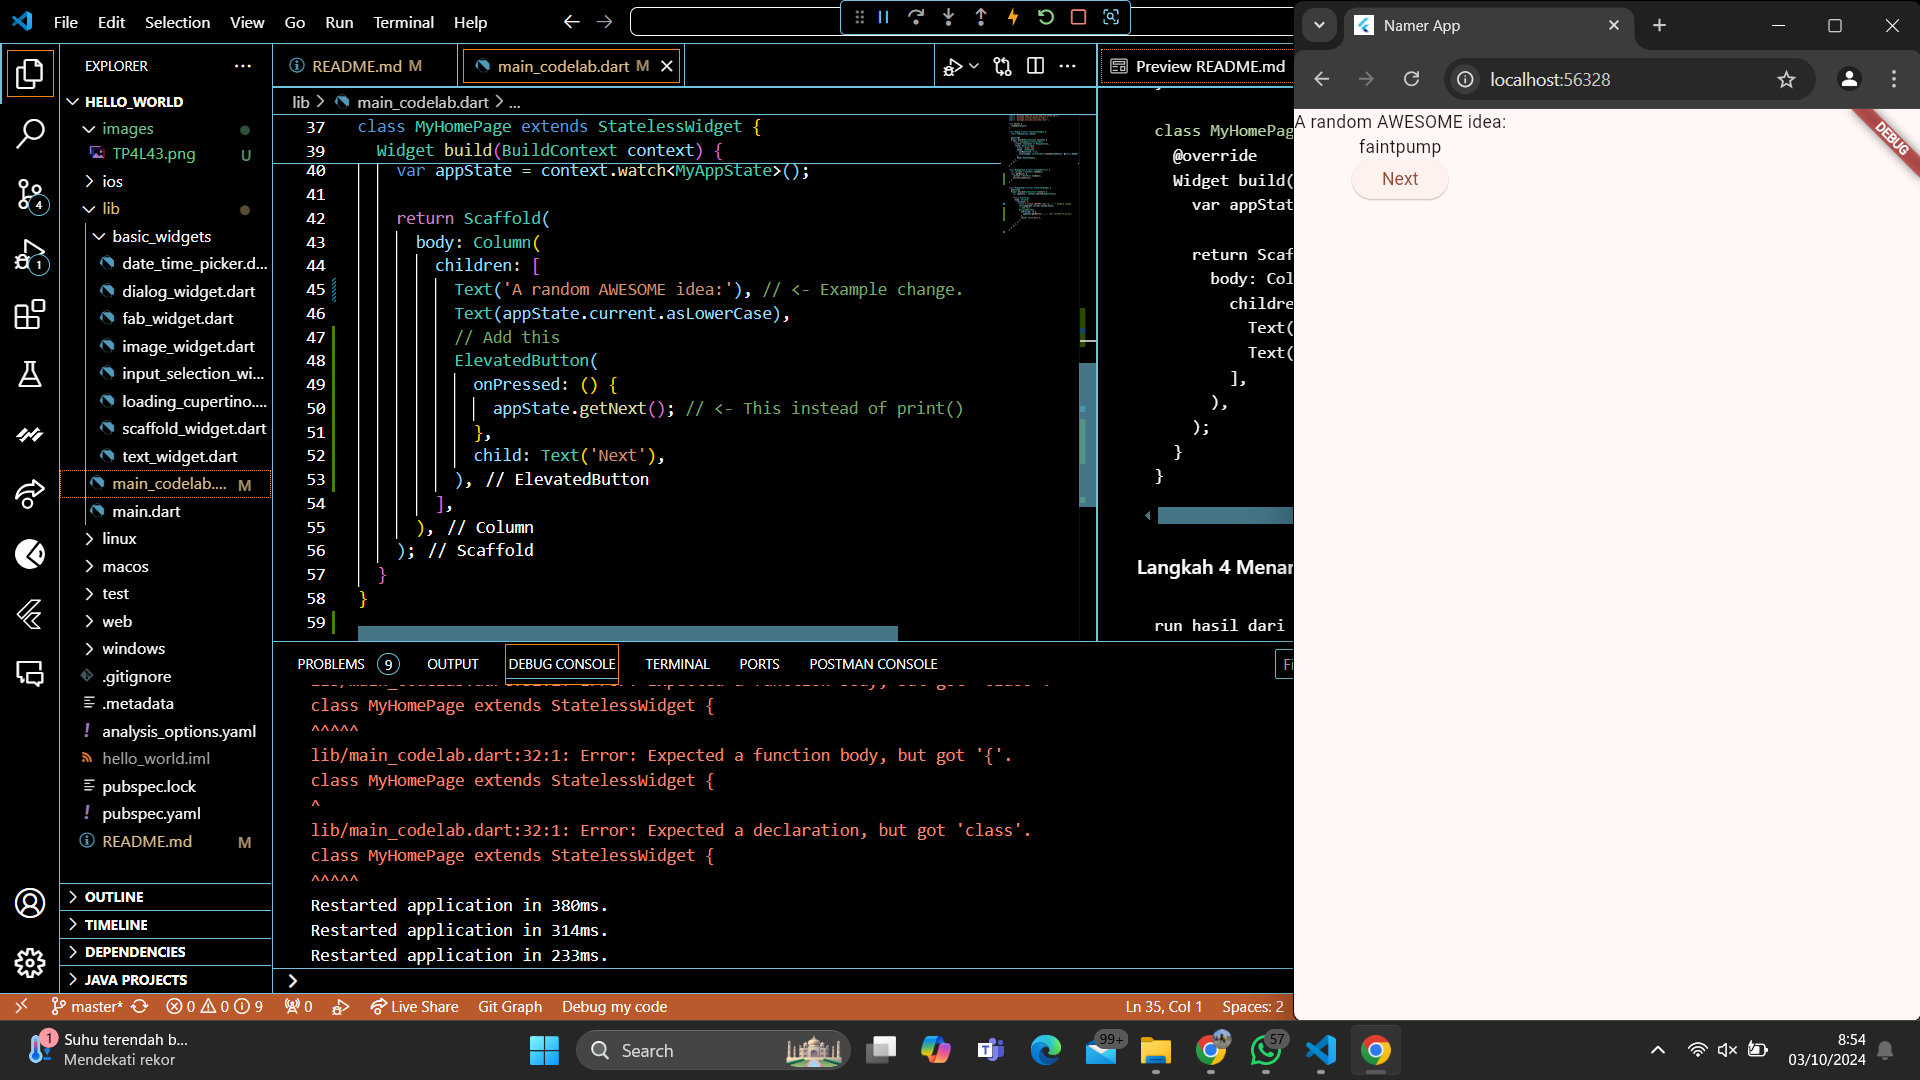 File Edit Selection View Go Run Terminal Help
EXPLORER
HELLO_WORLD
images
TP4L43.png U
ios
lib
basic_widgets
date_time_picker.d...
dialog_widget.dart
fab_widget.dart
image_widget.dart
input_selection_wi...
loading_cupertino....
scaffold_widget.dart
text_widget.dart
main_codelab.... M
main.dart
linux
macos
test
web
windows
.gitignore
.metadata
analysis_options.yaml
hello_world.iml
pubspec.lock
pubspec.yaml
README.md M
OUTLINE
TIMELINE
DEPENDENCIES
JAVA PROJECTS
4
1
README.md M
main_codelab.dart M
lib > main_codelab.dart > ...
37 class MyHomePage extends StatelessWidget {
39 Widget build(BuildContext context) {
40 var appState = context.watch<MyAppState>();
41
42 return Scaffold(
43 body: Column(
44 children: [
45 Text('A random AWESOME idea:'), // <- Example change.
46 Text(appState.current.asLowerCase),
47 // Add this
48 ElevatedButton(
49 onPressed: () {
50 appState.getNext(); // <- This instead of print()
51 },
52 child: Text('Next'),
53 ), // ElevatedButton
54 ],
55 ), // Column
56 ); // Scaffold
57 }
58 }
59
Preview README.md
class MyHomePag
@override
Widget build(
var appStat
return Scaf
body: Col
childre
Text(
Text(
],
),
);
}
}
Langkah 4 Menar
run hasil dari
PROBLEMS 9 OUTPUT DEBUG CONSOLE TERMINAL PORTS POSTMAN CONSOLE
Fi
class MyHomePage extends StatelessWidget {
^^^^^
lib/main_codelab.dart:32:1: Error: Expected a function body, but got '{'.
class MyHomePage extends StatelessWidget {
^
lib/main_codelab.dart:32:1: Error: Expected a declaration, but got 'class'.
class MyHomePage extends StatelessWidget {
^^^^^
Restarted application in 380ms.
Restarted application in 314ms.
Restarted application in 233ms.
master* 0 0 9 0 Live Share Git Graph Debug my code Ln 35, Col 1 Spaces: 2
Namer App
localhost:56328
A random AWESOME idea:
faintpump
Next
DEBUG
1
Suhu terendah b...
Mendekati rekor
Search
99+
57
8:54
03/10/2024